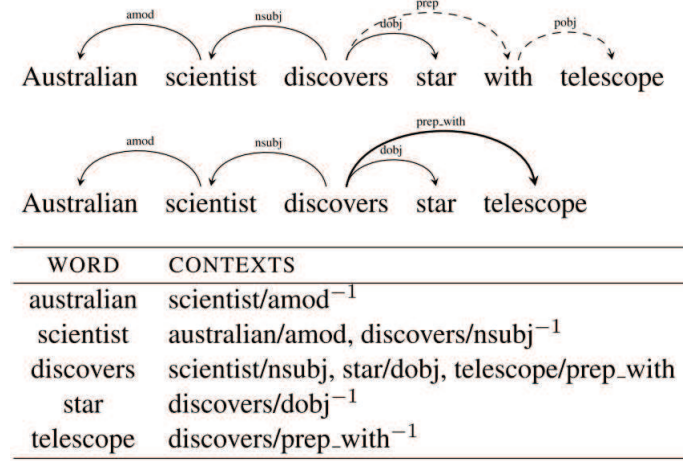 prep
amod nsubj dobj pobj
Australian scientist discovers star with telescope
prep_with
amod nsubj dobj
Australian scientist discovers star telescope
WORD CONTEXTS
australian scientist/amod⁻¹
scientist australian/amod, discovers/nsubj⁻¹
discovers scientist/nsubj, star/dobj, telescope/prep_with
star discovers/dobj⁻¹
telescope discovers/prep_with⁻¹